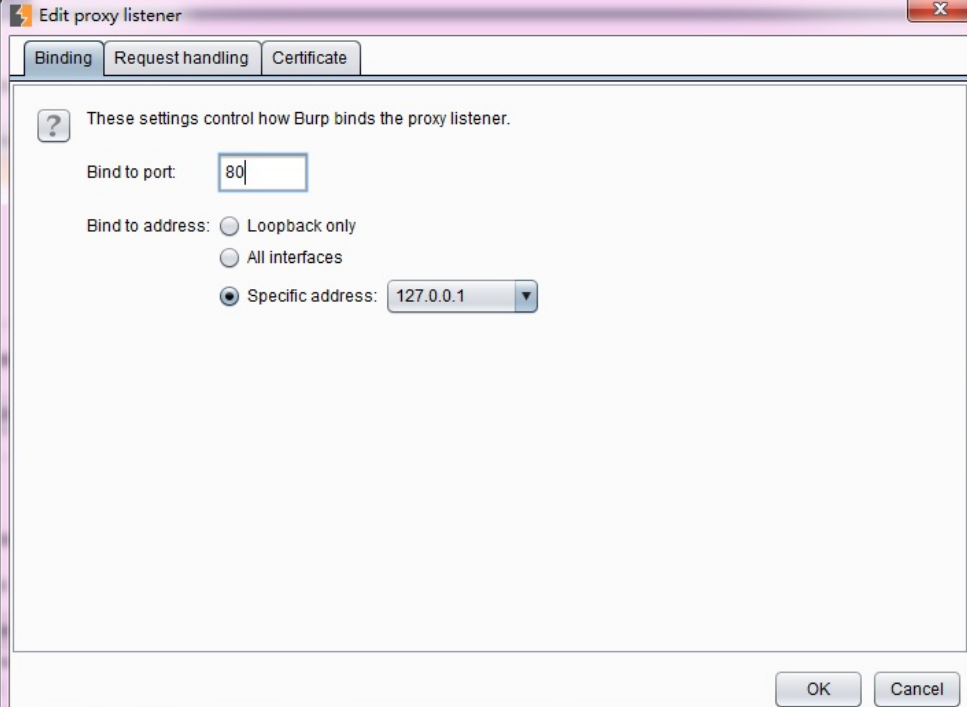 Edit proxy listener
Binding Request handling Certificate
? These settings control how Burp binds the proxy listener.
Bind to port: 80
Bind to address: Loopback only
All interfaces
Specific address: 127.0.0.1
OK Cancel